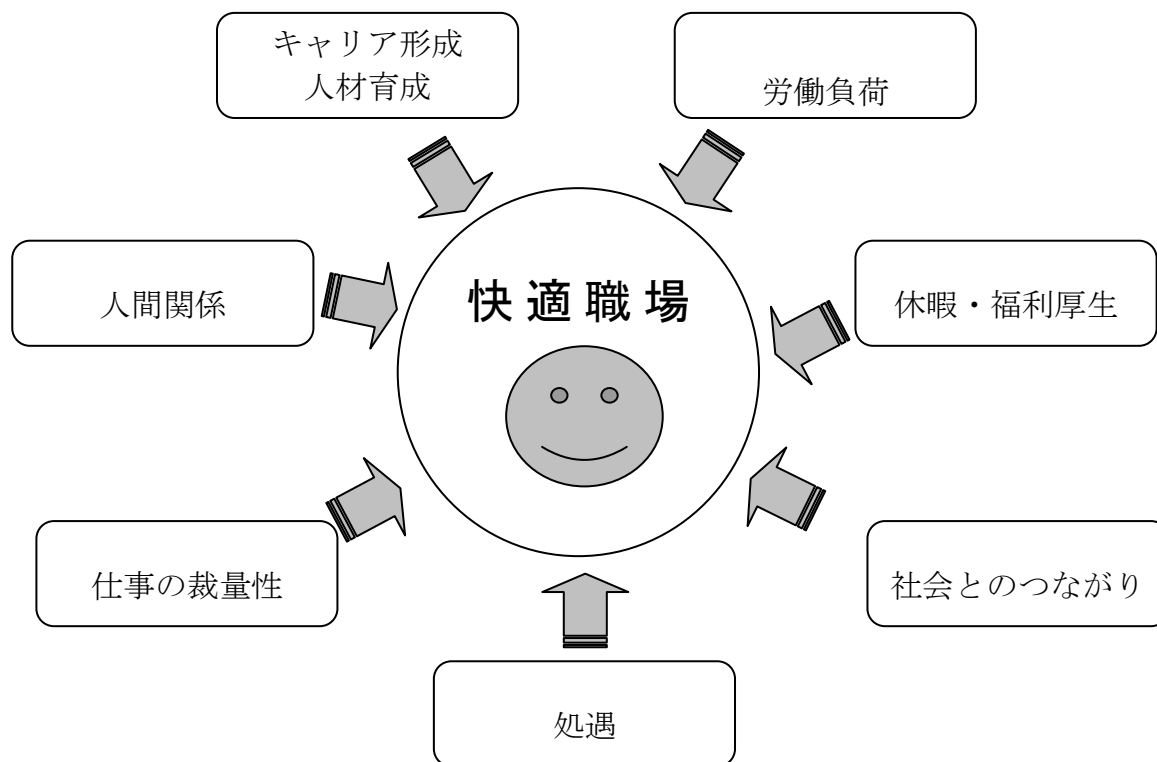 キャリア形成
人材育成
労働負荷
人間関係
快適職場
休暇・福利厚生
仕事の裁量性
社会とのつながり
処遇